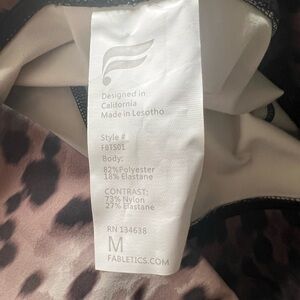 Designed in
California
Made in Lesotho
Style #
FBTS01
Body:
82%Polyester
18% Elastane
CONTRAST:
73% Nylon
27% Elastane
RN 134638
M
FABLETICS.COM